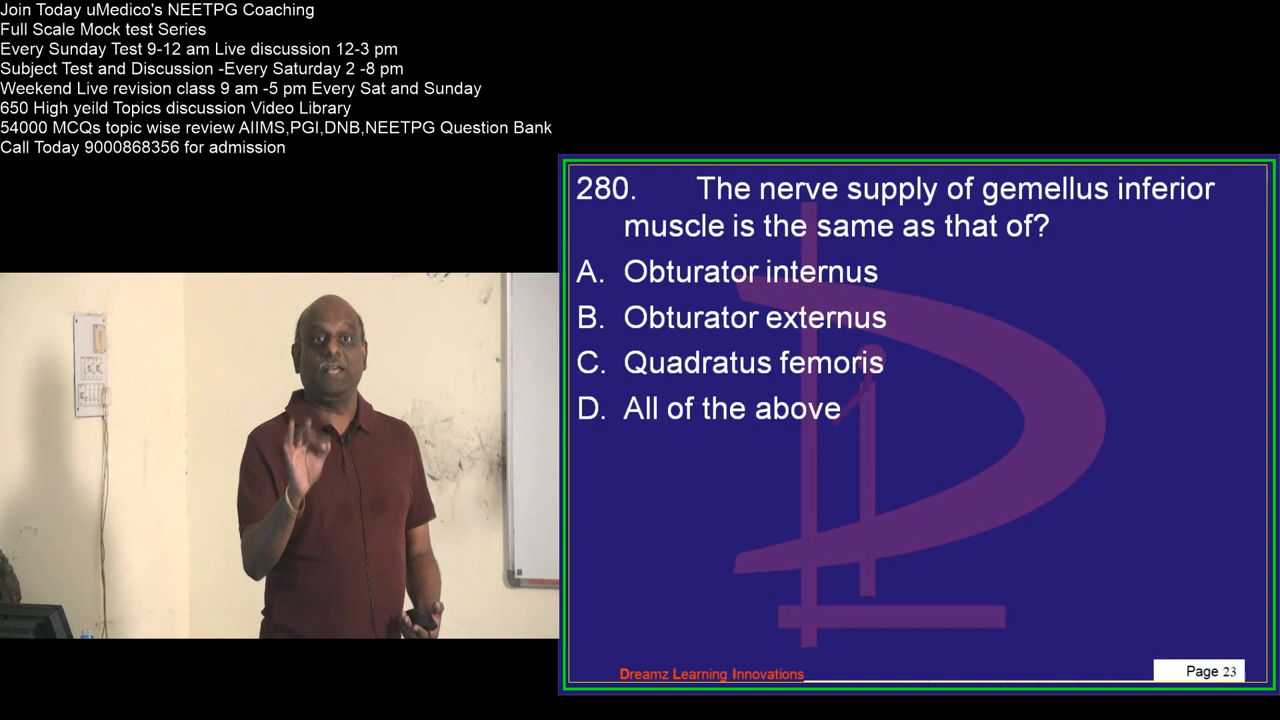 Join Today uMedico's NEETPG Coaching
Full Scale Mock test Series
Every Sunday Test 9-12 am Live discussion 12-3 pm
Subject Test and Discussion -Every Saturday 2 -8 pm
Weekend Live revision class 9 am -5 pm Every Sat and Sunday
650 High yeild Topics discussion Video Library
54000 MCQs topic wise review AIIMS,PGI,DNB,NEETPG Question Bank
Call Today 9000868356 for admission
280. The nerve supply of gemellus inferior
muscle is the same as that of?
A. Obturator internus
B. Obturator externus
C. Quadratus femoris
D. All of the above
Dreamz Learning Innovations
Page 23